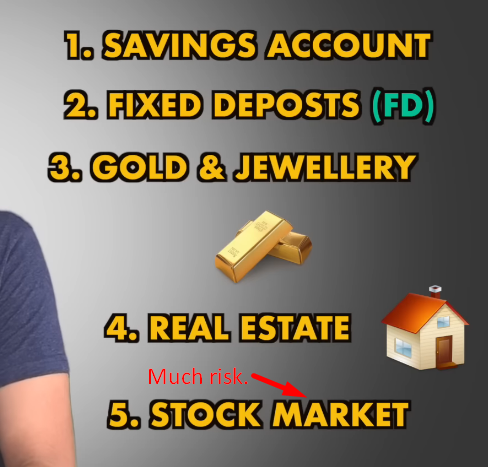 1. SAVINGS ACCOUNT
2. FIXED DEPOSTS (FD)
3. GOLD & JEWELLERY
4. REAL ESTATE
Much risk.
5. STOCK MARKET